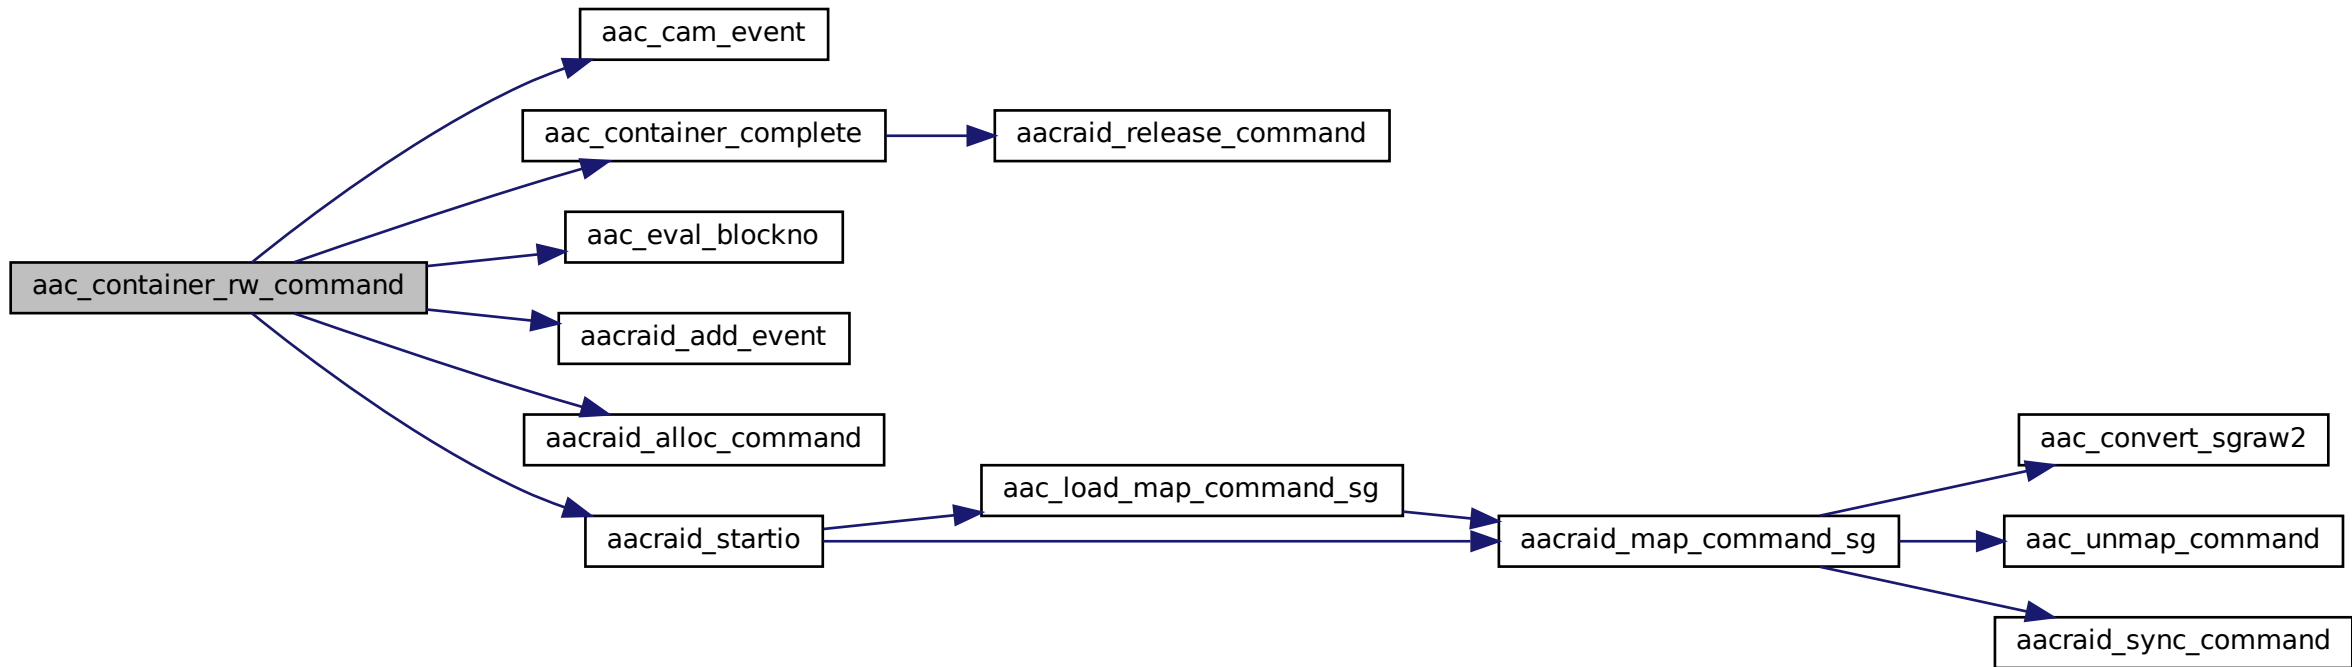 aac_cam_event
aac_container_complete
aacraid_release_command
aac_eval_blockno
aac_container_rw_command
aacraid_add_event
aacraid_alloc_command
aac_convert_sgraw2
aac_load_map_command_sg
aacraid_startio
aacraid_map_command_sg
aac_unmap_command
aacraid_sync_command